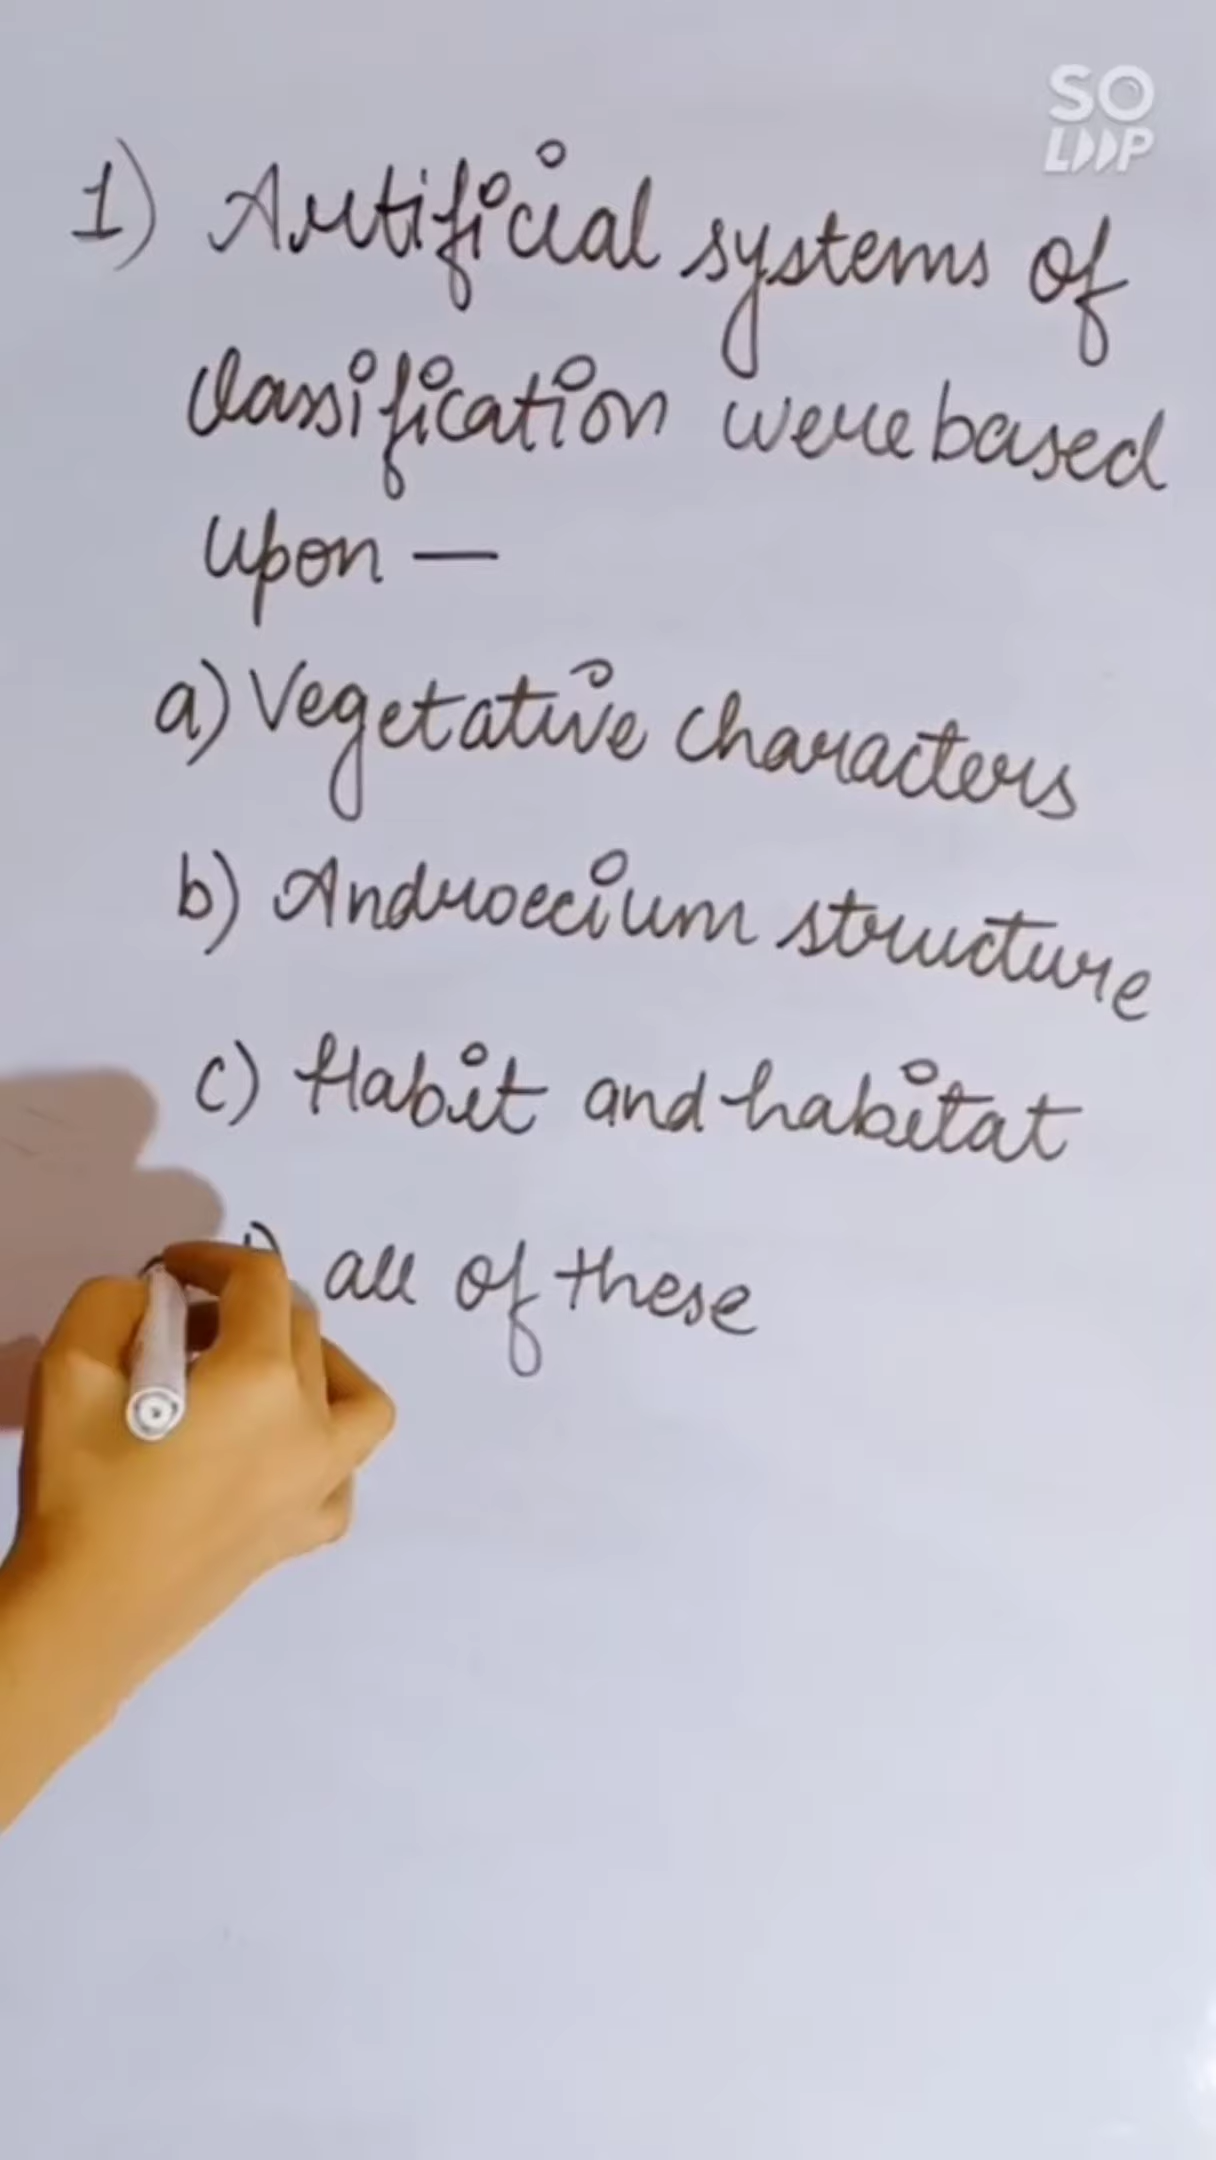 SO
LOOP
1) Artificial systems of
classification were based
upon —
a) Vegetative characters
b) Androecium structure
c) Habit and habitat
) all of these